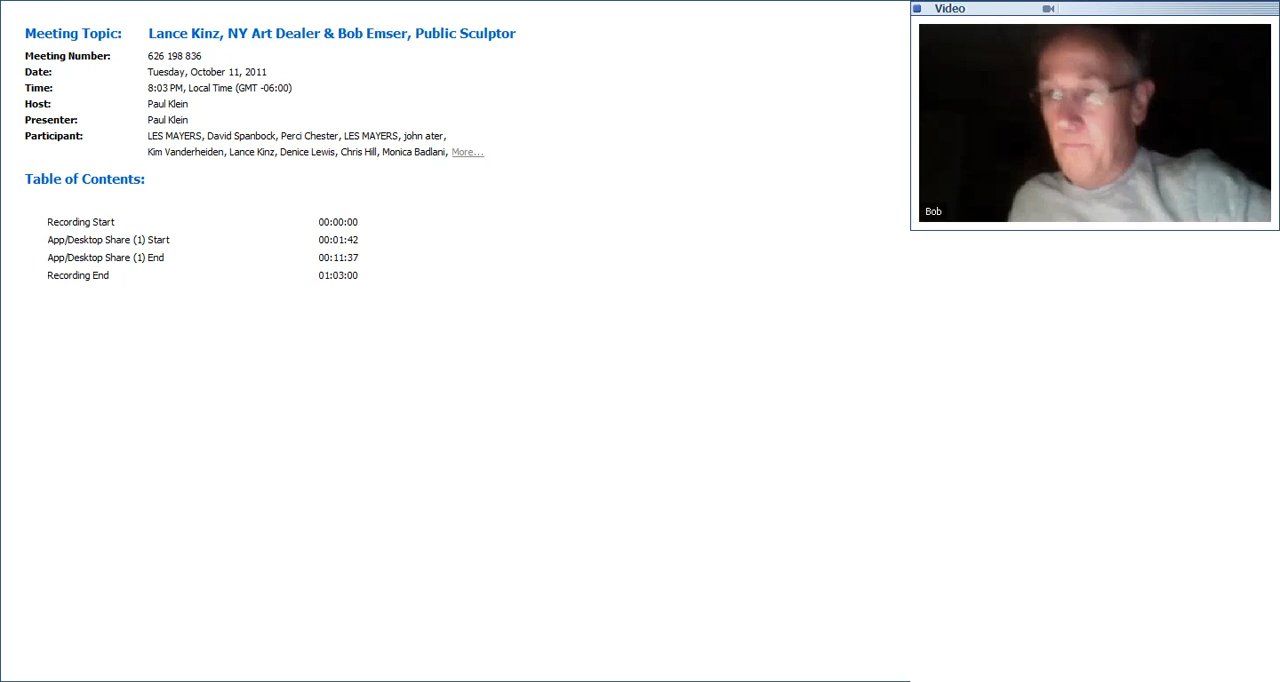 Meeting Topic: Lance Kinz, NY Art Dealer & Bob Emser, Public Sculptor
Meeting Number: 626 198 836
Date: Tuesday, October 11, 2011
Time: 8:03 PM, Local Time (GMT -06:00)
Host: Paul Klein
Presenter: Paul Klein
Participant: LES MAYERS, David Spanbock, Perci Chester, LES MAYERS, john ater,
Kim Vanderheiden, Lance Kinz, Denice Lewis, Chris Hill, Monica Badlani, More...
Table of Contents:
Recording Start 00:00:00
App/Desktop Share (1) Start 00:01:42
App/Desktop Share (1) End 00:11:37
Recording End 01:03:00
Video
Bob